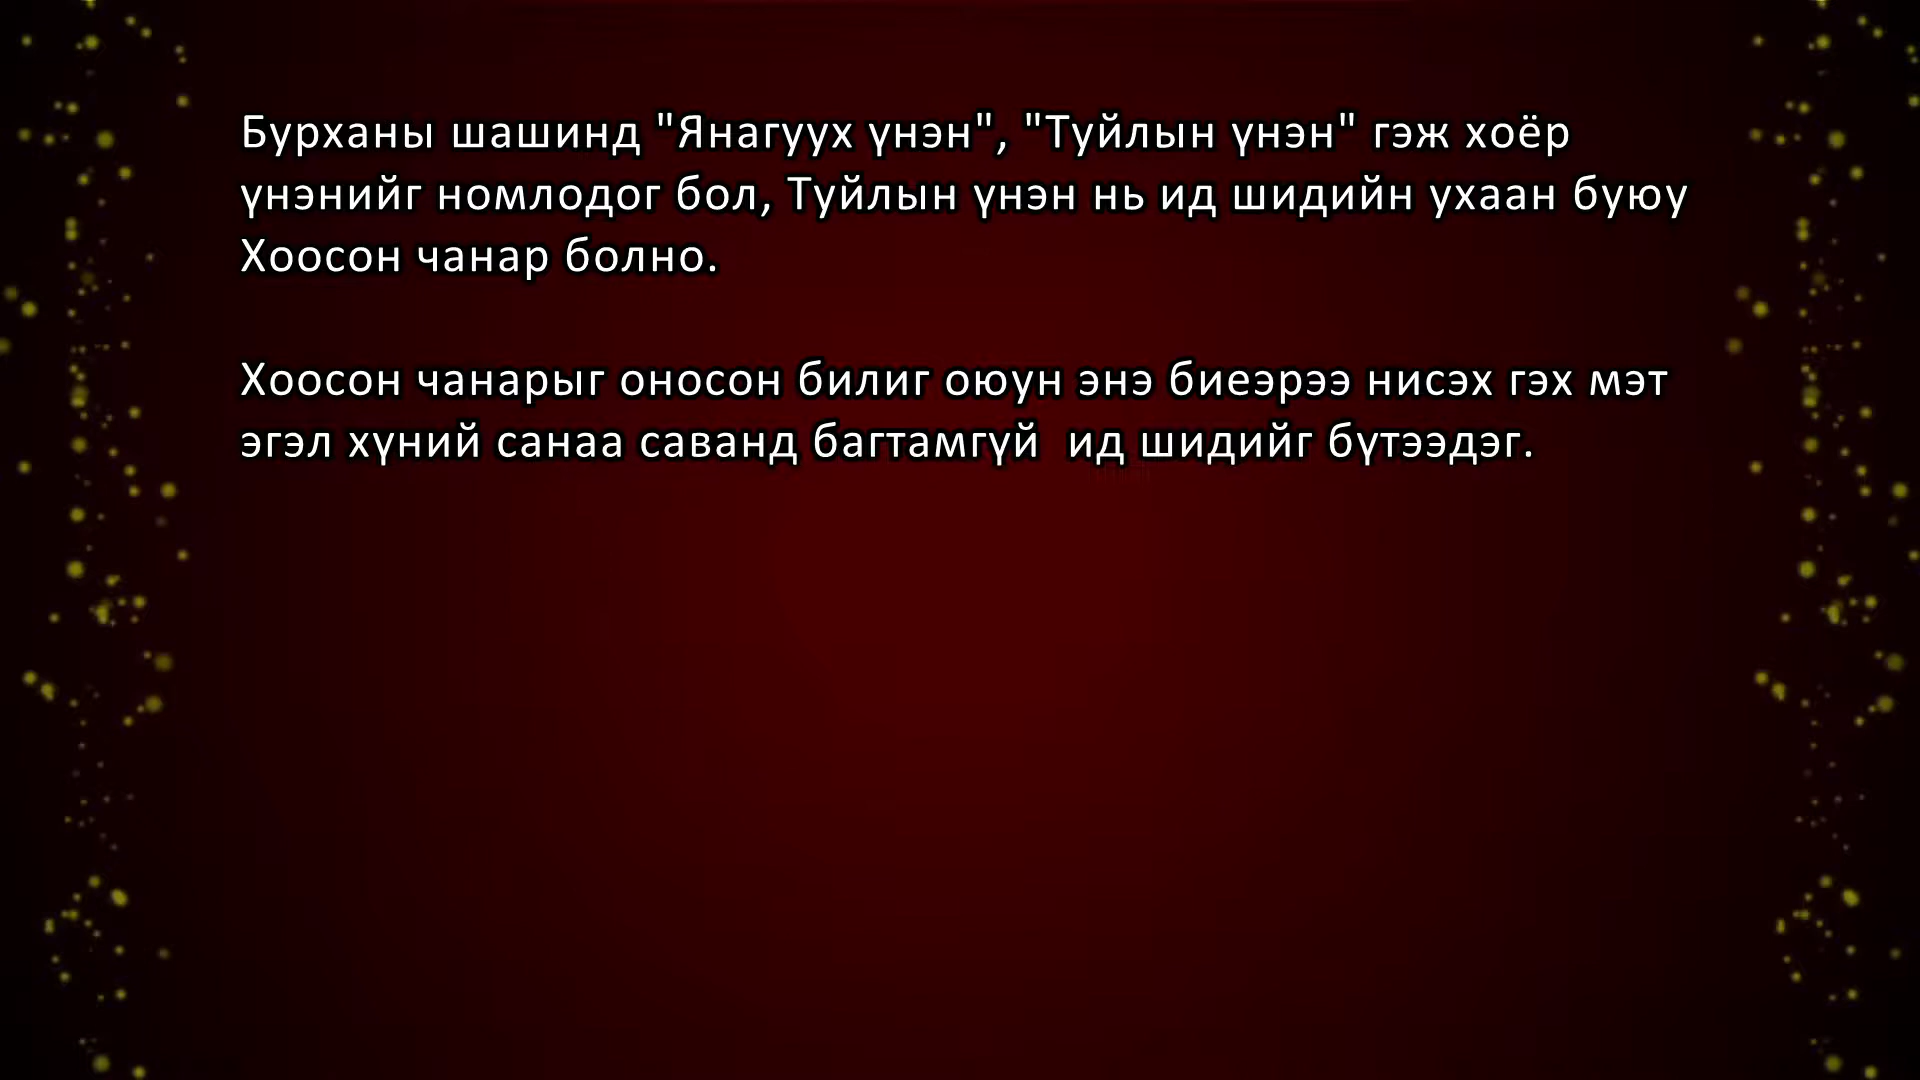 Бурханы шашинд "Янагуух үнэн", "Туйлын үнэн" гэж хоёр
үнэнийг номлодог бол, Туйлын үнэн нь ид шидийн ухаан буюу
Хоосон чанар болно.
Хоосон чанарыг оносон билиг оюун энэ биеэрээ нисэх гэх мэт
эгэл хүний санаа саванд багтамгүй  ид шидийг бүтээдэг.